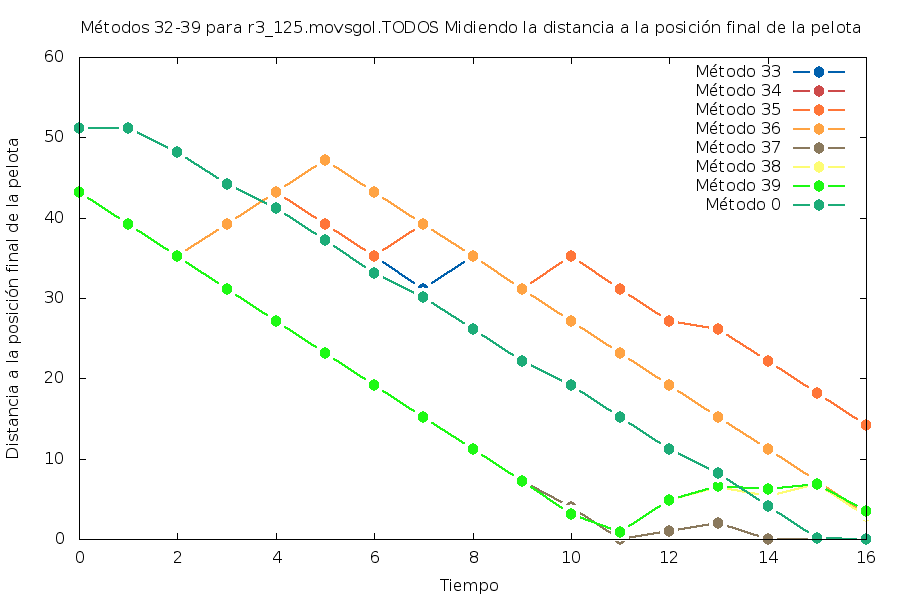 Métodos 32-39 para r3_125.movsgol.TODOS Midiendo la distancia a la posición final de la pelota
60
50
40
30
20
10
0
Distancia a la posición final de la pelota
Método 33
Método 34
Método 35
Método 36
Método 37
Método 38
Método 39
Método 0
0 2 4 6 8 10 12 14 16
Tiempo